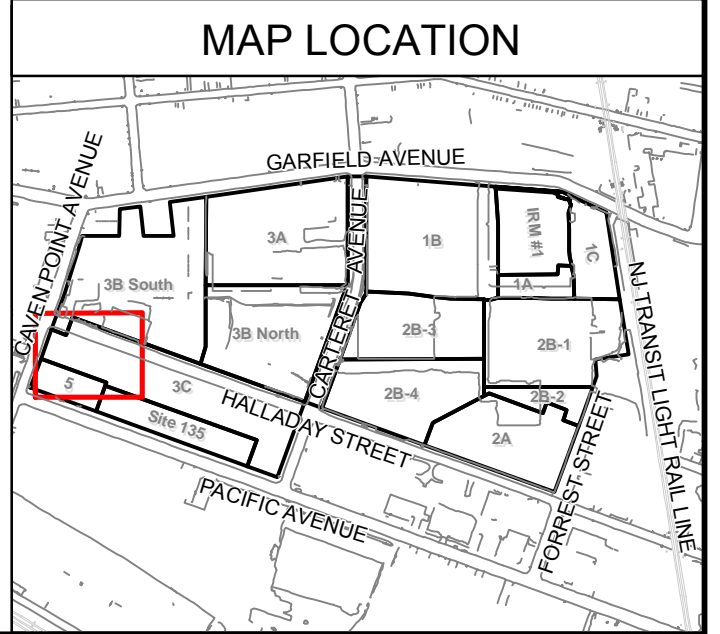 MAP LOCATION
GARFIELD AVENUE
CAVEN POINT AVENUE
CARTERET AVENUE
NJ TRANSIT LIGHT RAIL LINE
3A
1B
IRM #1
1C
1A
3B South
3B North
2B-3
2B-1
5
3C
HALLADAY STREET
2B-4
2B-2
Site 135
2A
FORREST STREET
PACIFIC AVENUE